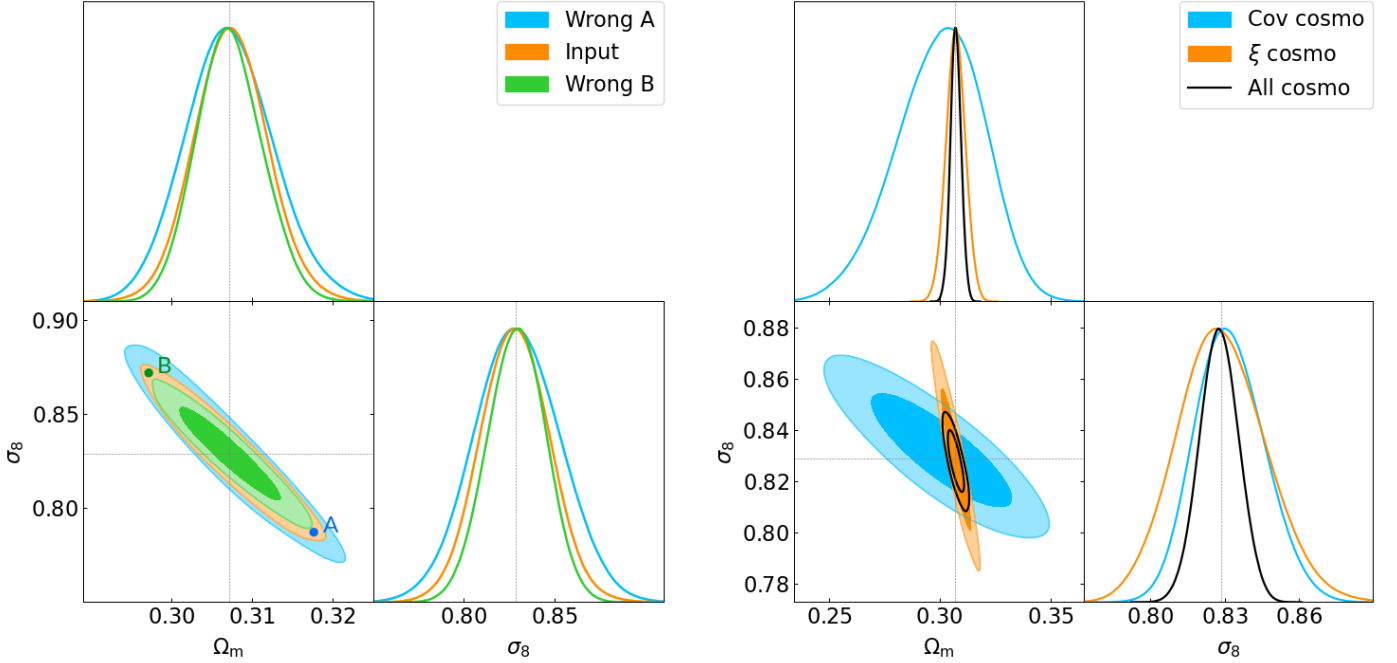 Wrong A
Input
Wrong B
0.90
0.85
0.80
σ₈
B
A
0.30
0.31
0.32
Ωₘ
0.80
0.85
σ₈
Cov cosmo
ξ cosmo
All cosmo
0.88
0.86
0.84
0.82
0.80
0.78
σ₈
0.25
0.30
0.35
Ωₘ
0.80
0.83
0.86
σ₈